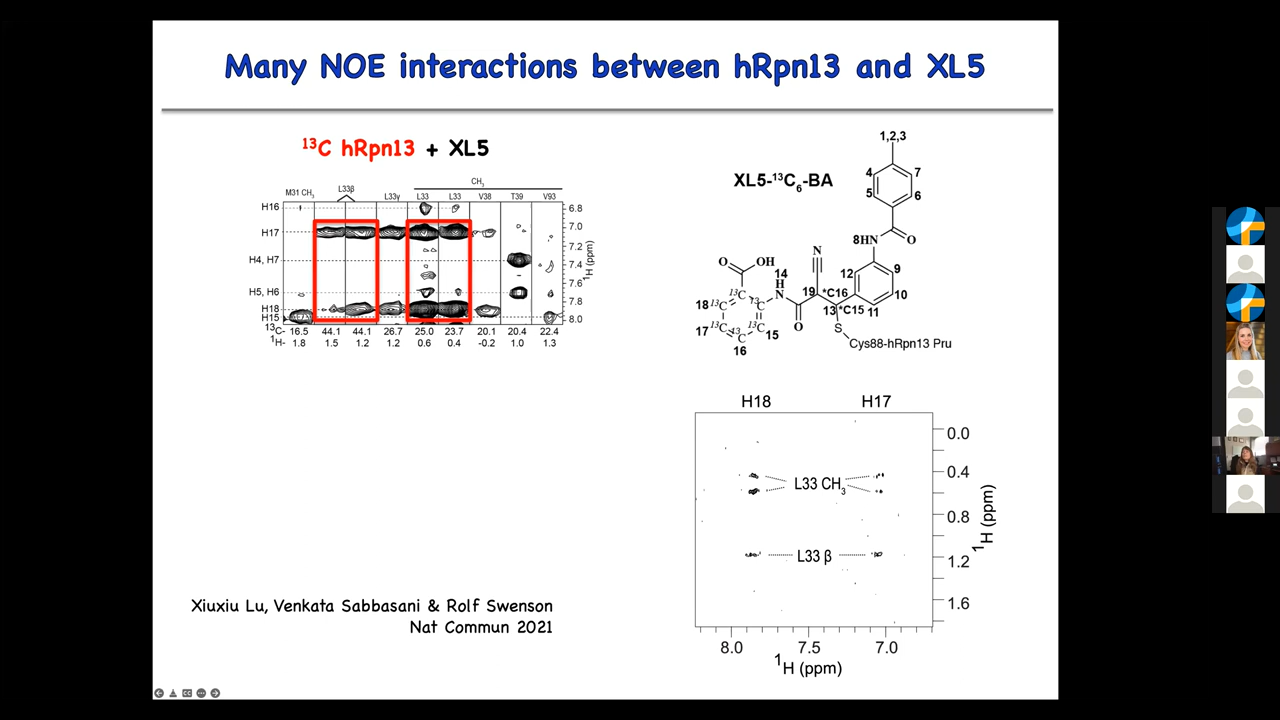 Many NOE interactions between hRpn13 and XL5
13C hRpn13 + XL5
CH3
M31 CH3 L33β L33γ L33 L33 V38 T39 V93
H16
H17
H4, H7
H5, H6
H18
H15
6.8
7.0
7.2
7.4
7.6
7.8
8.0
1H (ppm)
13C- 16.5 44.1 44.1 26.7 25.0 23.7 20.1 20.4 22.4
1H- 1.8 1.5 1.2 1.2 0.6 0.4 -0.2 1.0 1.3
XL5-13C6-BA
1,2,3
4 7
5 6
8HN O
O OH 14 N
H
N 19 12 9
13C 13C *C16 10
18 13C 13 *C15 11
17 13C 13C 15 O S
16
Cys88-hRpn13 Pru
H18 H17
0.0
0.4
L33 CH3
0.8
L33 β
1.2
1.6
1H (ppm)
8.0 7.5 7.0
1H (ppm)
Xiuxiu Lu, Venkata Sabbasani & Rolf Swenson
Nat Commun 2021